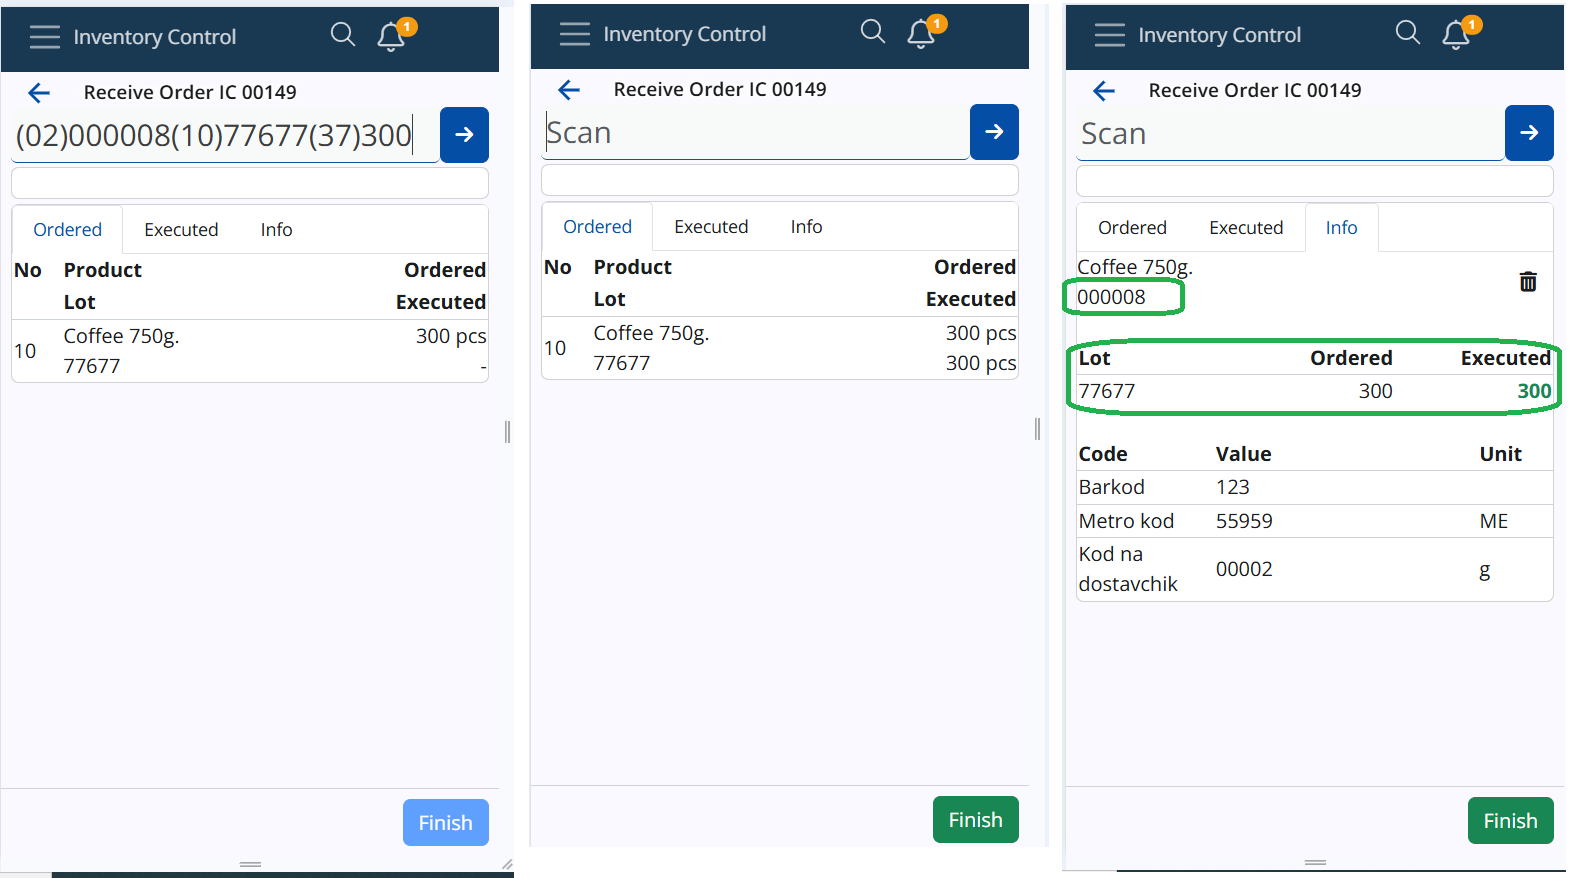 Inventory Control 1
Receive Order IC 00149
(02)000008(10)77677(37)300
Ordered Executed Info
No Product Ordered
Lot Executed
10 Coffee 750g. 300 pcs
77677 -
Finish
Inventory Control 1
Receive Order IC 00149
Scan
Ordered Executed Info
No Product Ordered
Lot Executed
10 Coffee 750g. 300 pcs
77677 300 pcs
Finish
Inventory Control 1
Receive Order IC 00149
Scan
Ordered Executed Info
Coffee 750g.
000008
Lot Ordered Executed
77677 300 300
Code Value Unit
Barkod 123
Metro kod 55959 ME
Kod na
dostavchik 00002 g
Finish